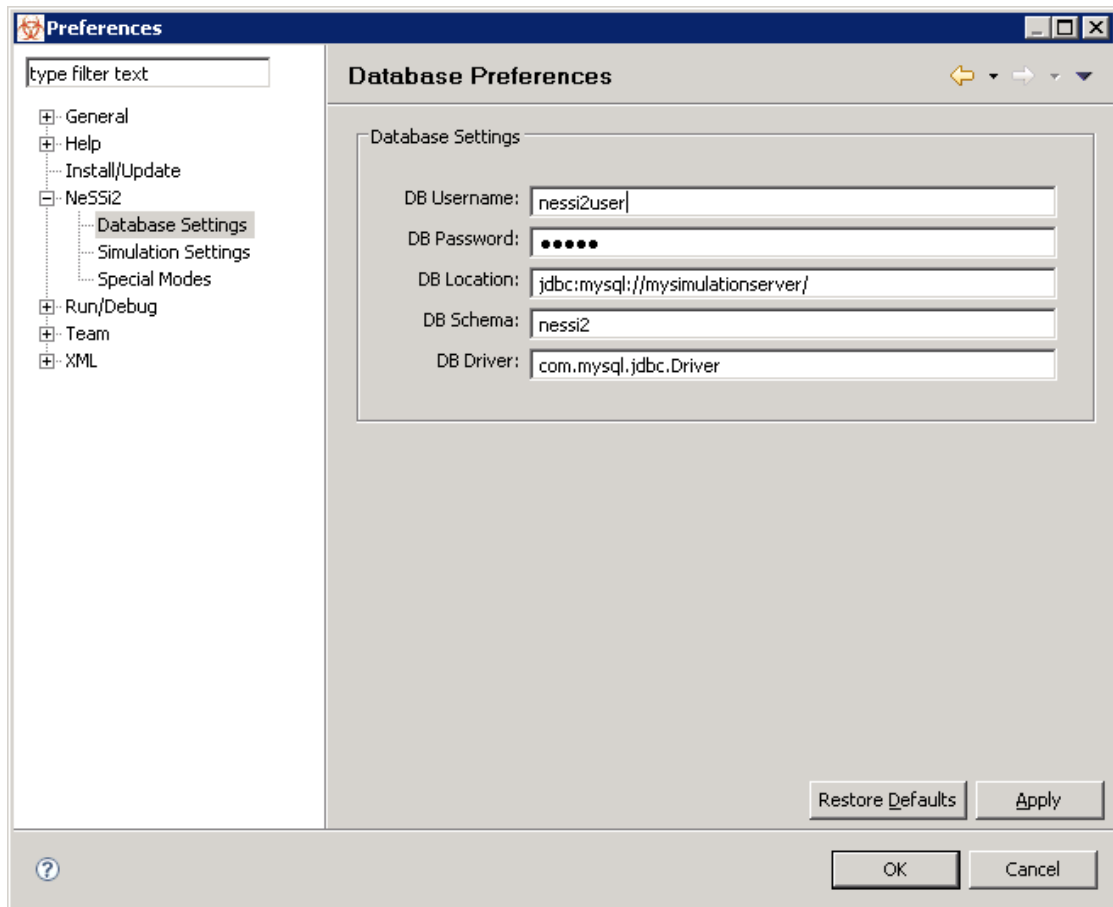 Preferences
type filter text
General
Help
Install/Update
NeSSi2
Database Settings
Simulation Settings
Special Modes
Run/Debug
Team
XML
Database Preferences
Database Settings
DB Username: nessi2user
DB Password: ●●●●●
DB Location: jdbc:mysql://mysimulationserver/
DB Schema: nessi2
DB Driver: com.mysql.jdbc.Driver
Restore Defaults Apply
? OK Cancel